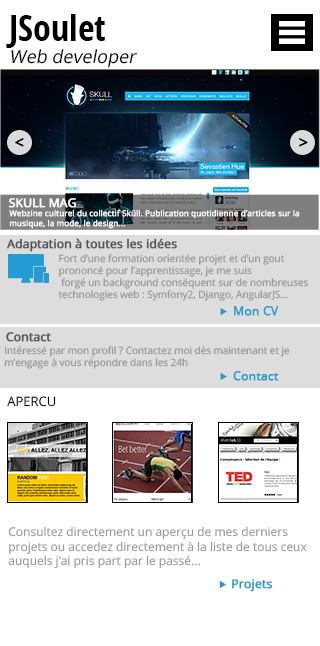 JSoulet
Web developer
SKULL
Sevastien Hüe
<
>
SKULL MAG
Webzine culturel du collectif Sküll. Publication quotidienne d'articles sur la
musique, la mode, le design...
Adaptation à toutes les idées
Fort d'une formation orientée projet et d'un gout
prononcé pour l'apprentissage, je me suis
forgé un background conséquent sur de nombreuses
technologies web : Symfony2, Django, AngularJS...
Mon CV
Contact
Intéressé par mon profil ? Contactez moi dès maintenant et je
m'engage à vous répondre dans les 24h
Contact
APERCU
ALLEZ, ALLEZ
RANDOM
Bet better
TED
Consultez directement un aperçu de mes derniers
projets ou accedez directement à la liste de tous ceux
auquels j'ai pris part par le passé...
Projets